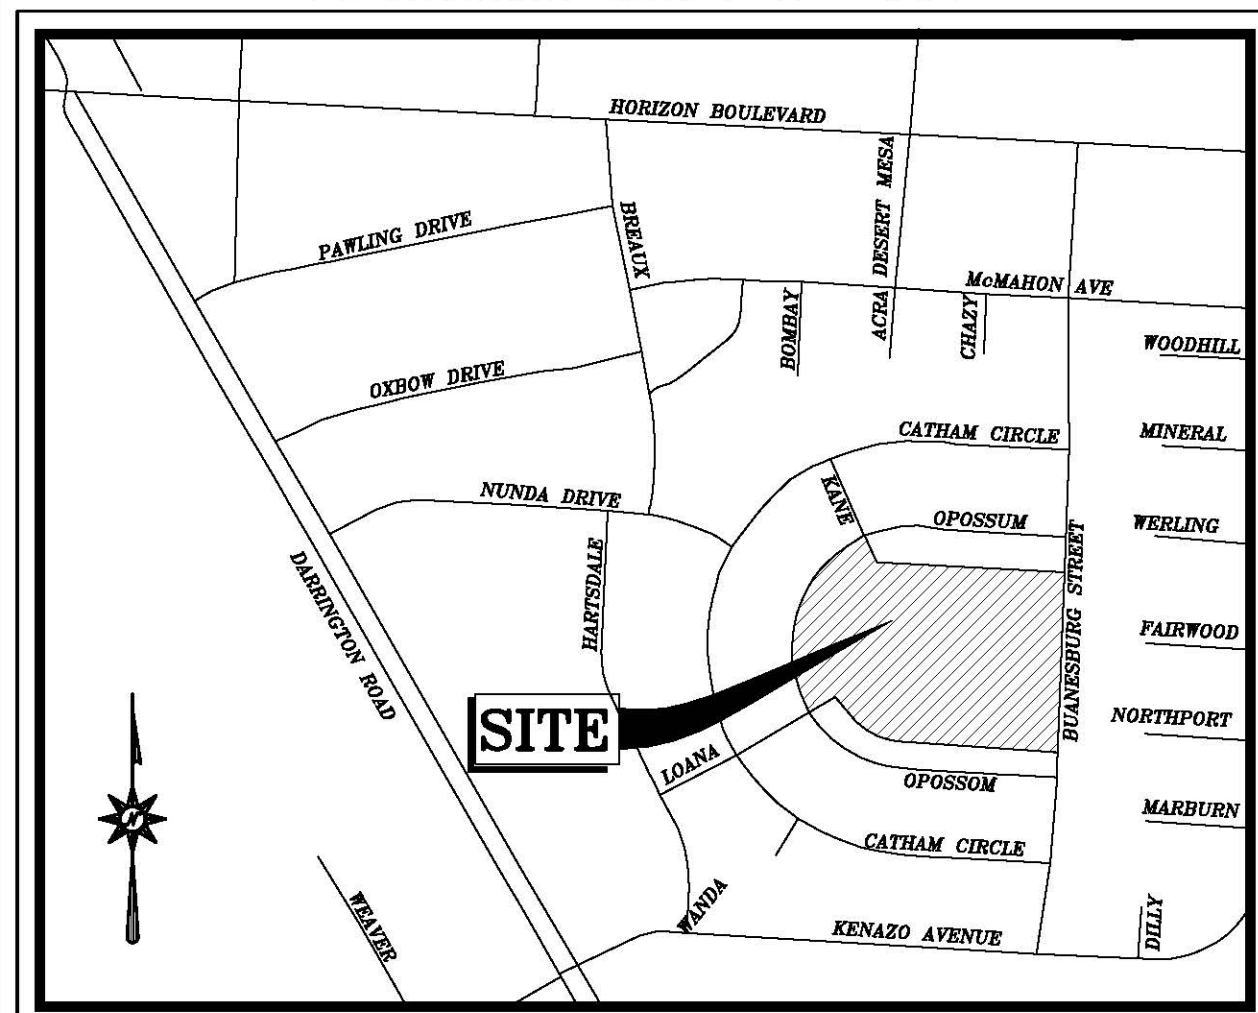 HORIZON BOULEVARD
ACRA DESERT MESA
BREAUX
PAWLING DRIVE
McMAHON AVE
BOMBAY
CHAZY
WOODHILL
OXBOW DRIVE
CATHAM CIRCLE
MINERAL
KANE
NUNDA DRIVE
OPOSSUM
WERLING
HARTSDALE
DARRINGTON ROAD
BUANESBURG STREET
FAIRWOOD
SITE
NORTHPORT
LOANA
OPOSSOM
MARBURN
N
CATHAM CIRCLE
WEAVER
WANDA
KENAZO AVENUE
DILLY